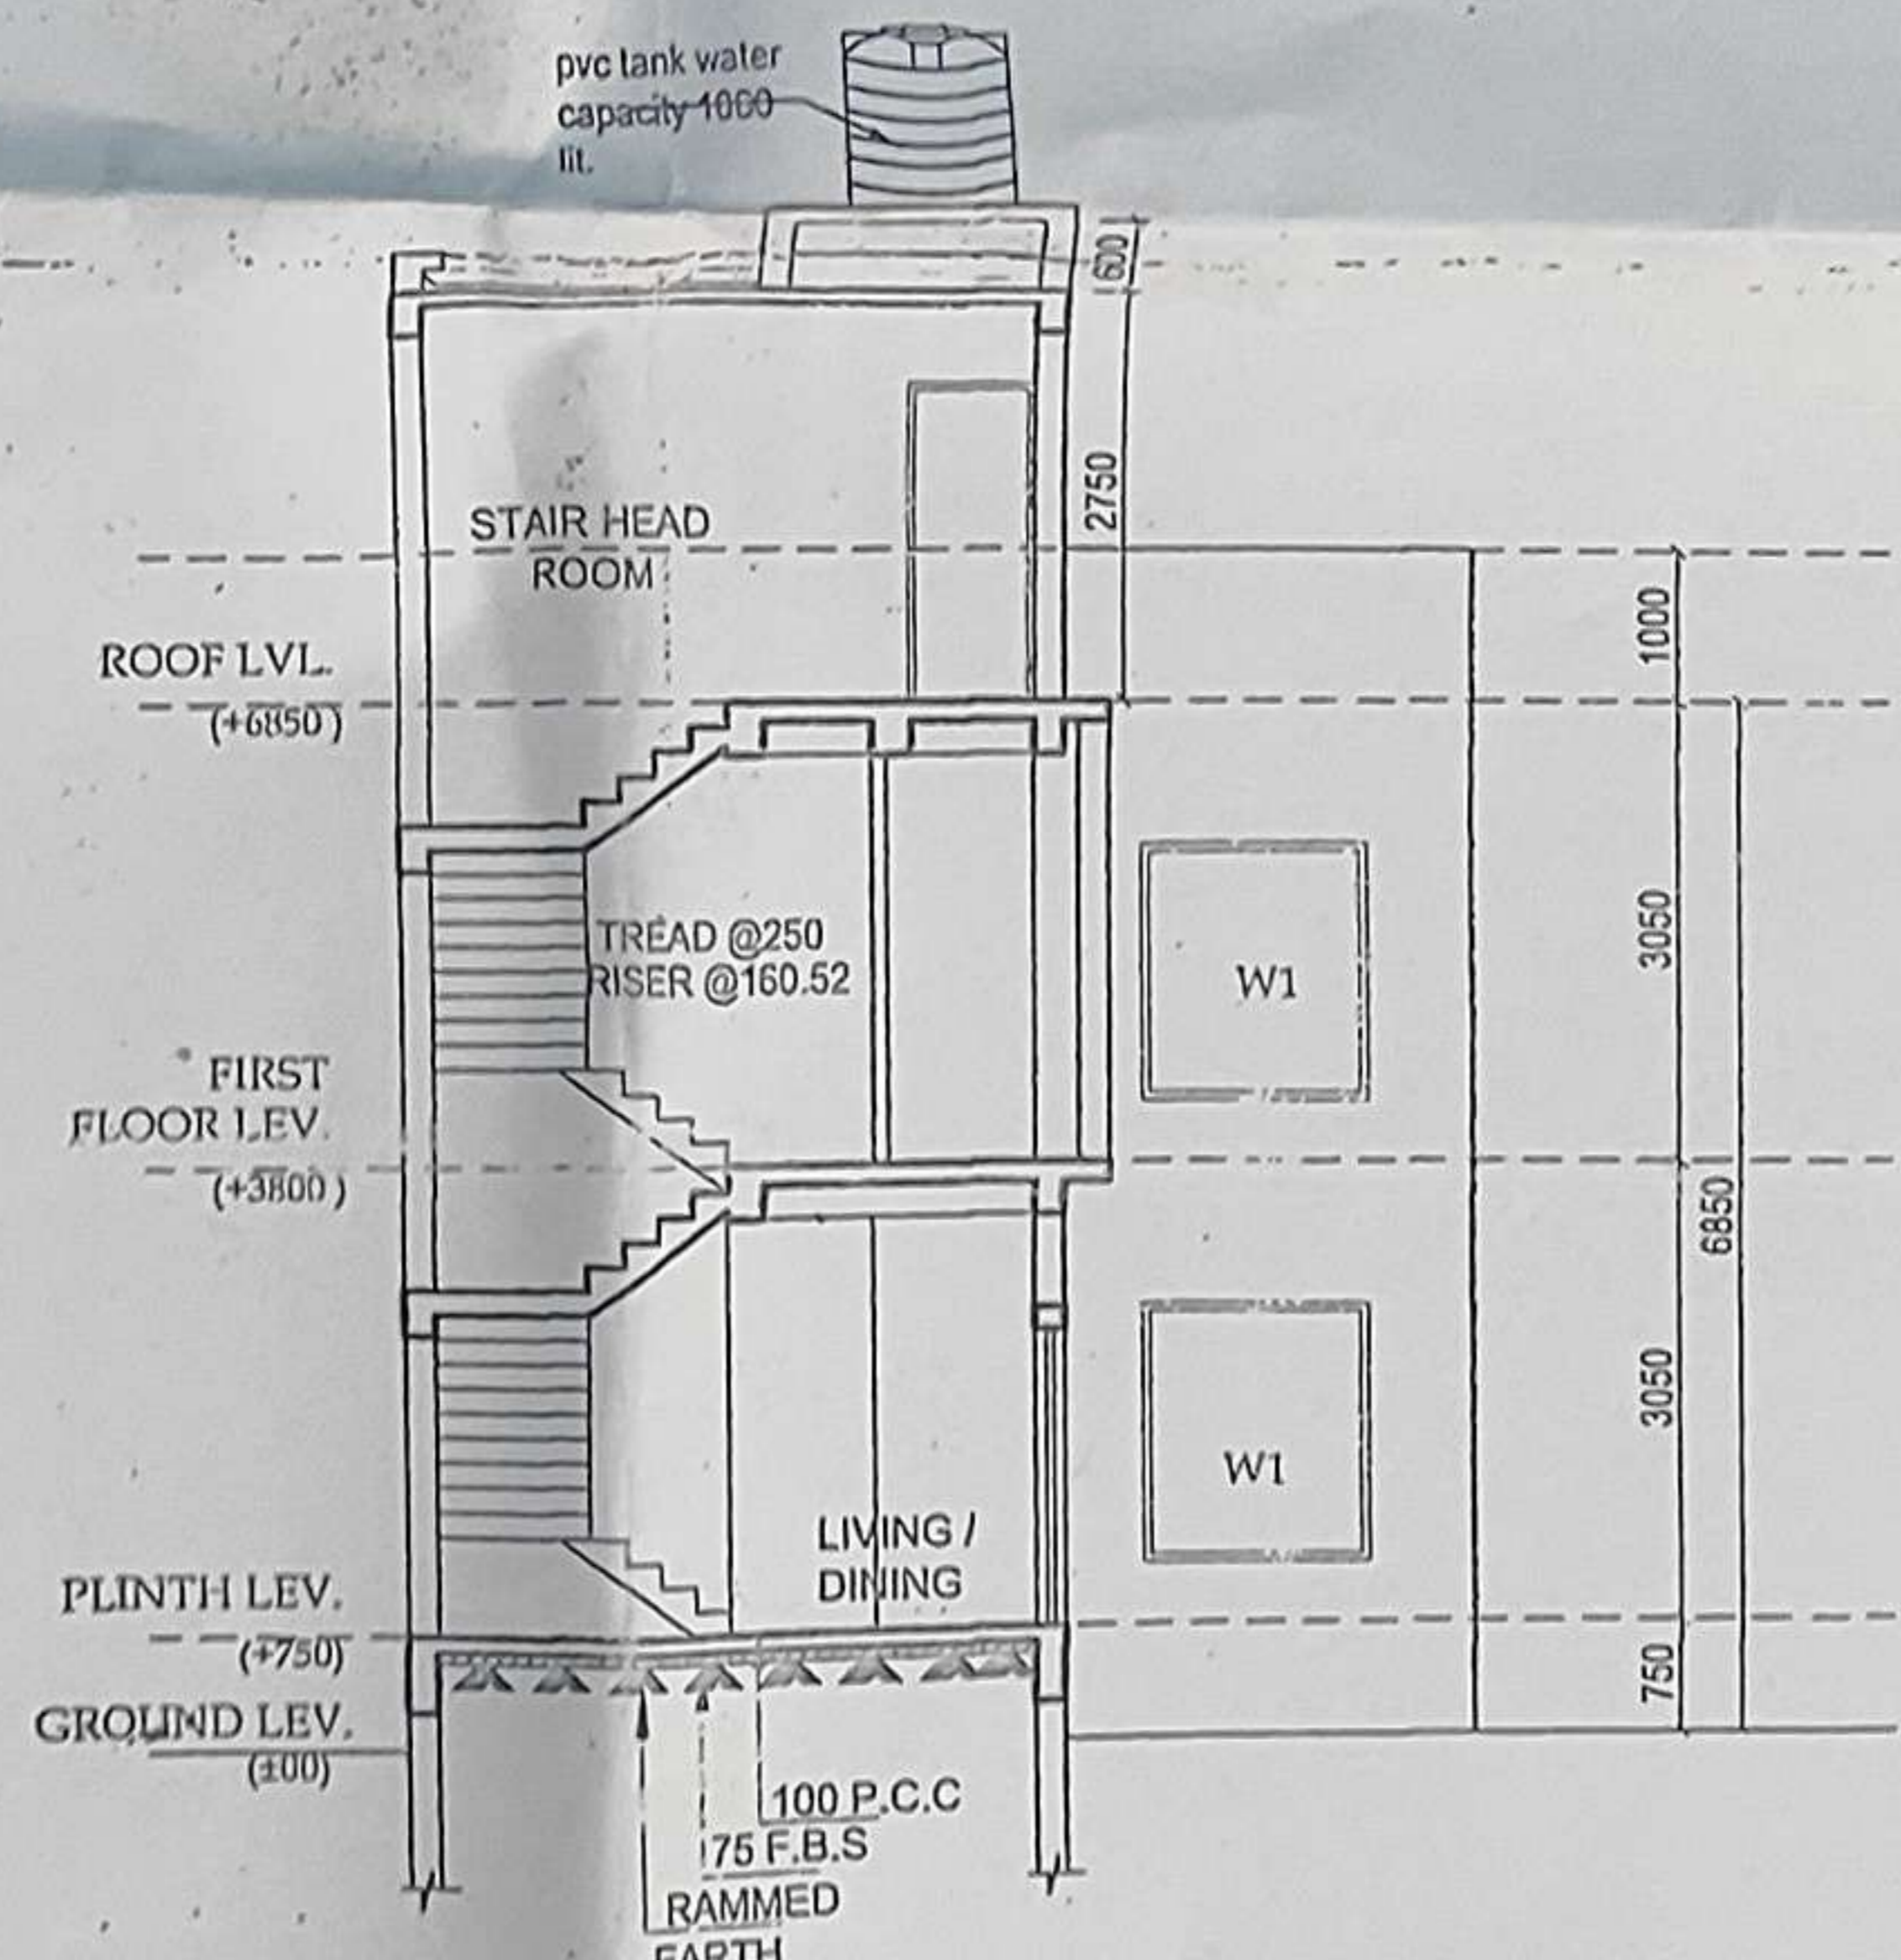 pvc tank water
capacity 1000
lit.
600
2750
STAIR HEAD
ROOM
1000
ROOF LVL.
(+6850)
TREAD @250
RISER @160.52
W1
3050
FIRST
FLOOR LEV.
(+3800)
6850
3050
W1
LIVING /
DINING
PLINTH LEV.
(+750)
750
GROUND LEV.
(±00)
100 P.C.C
75 F.B.S
RAMMED
EARTH